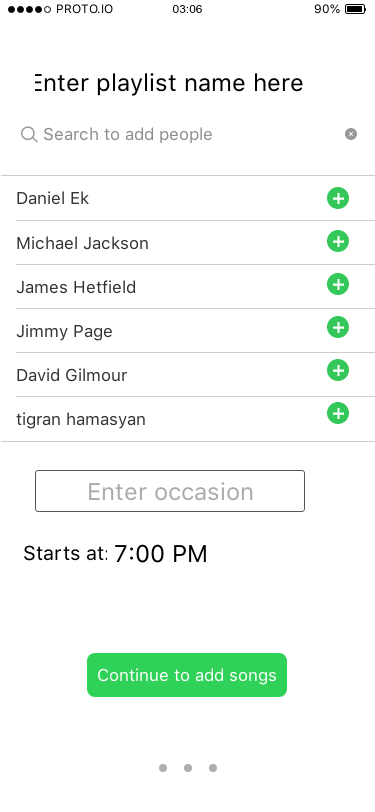 PROTO.IO 03:06 90%
Enter playlist name here
Search to add people
Daniel Ek
Michael Jackson
James Hetfield
Jimmy Page
David Gilmour
tigran hamasyan
Enter occasion
Starts at: 7:00 PM
Continue to add songs